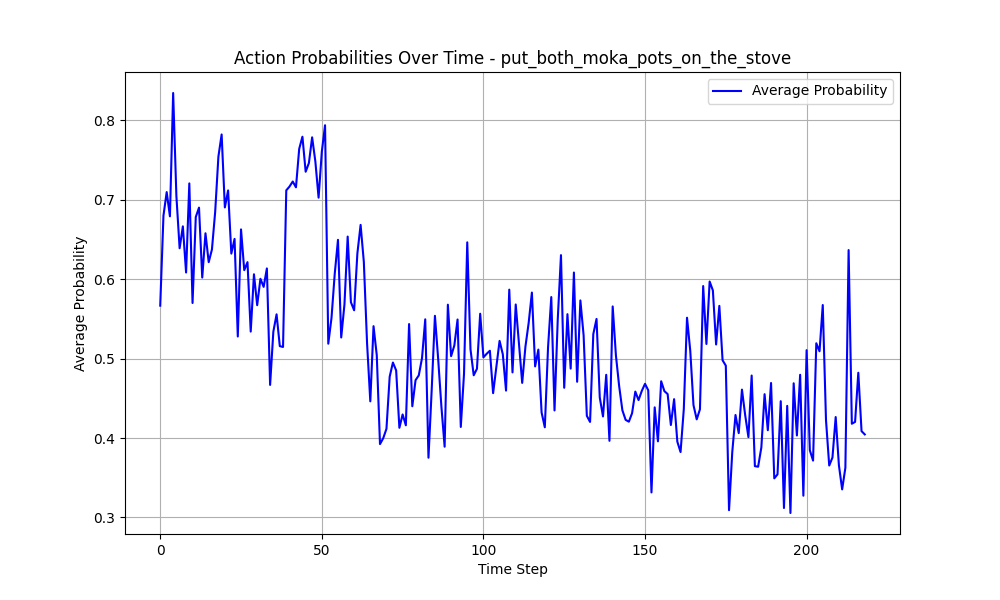 Action Probabilities Over Time - put_both_moka_pots_on_the_stove
Average Probability
0.8
0.7
0.6
0.5
0.4
0.3
Average Probability
0
50
100
150
200
Time Step